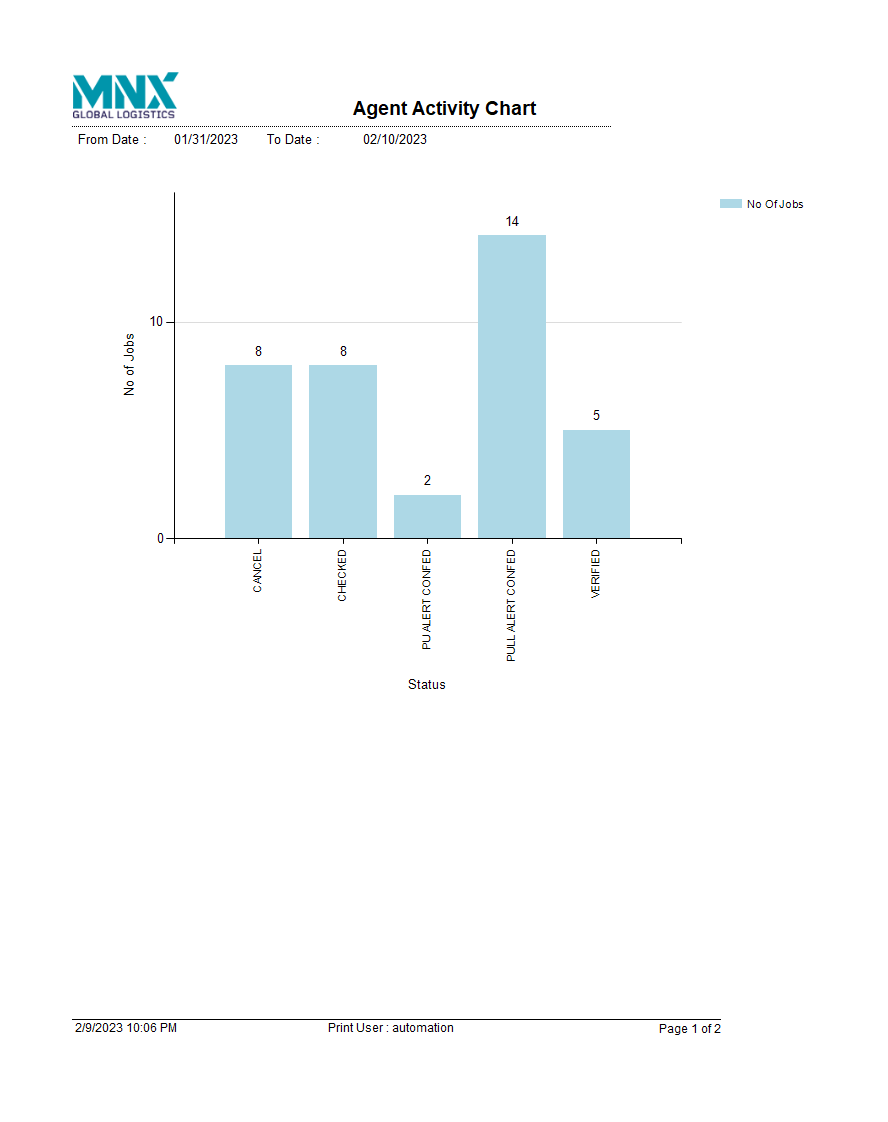 MNX
GLOBAL LOGISTICS
Agent Activity Chart
From Date : 01/31/2023 To Date : 02/10/2023
No Of Jobs
14
10
8 8
5
2
0
No of Jobs
CANCEL
CHECKED
PU ALERT CONFED
PULL ALERT CONFED
VERIFIED
Status
2/9/2023 10:06 PM Print User : automation Page 1 of 2